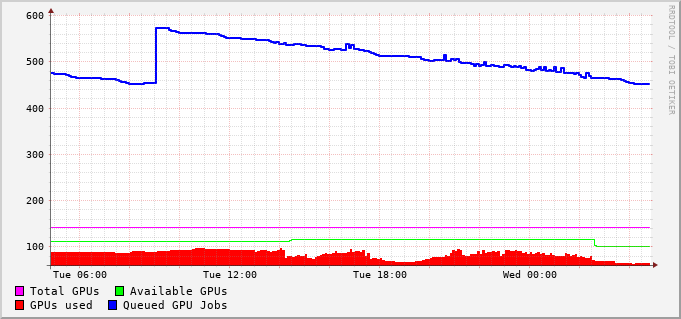 600
500
400
300
200
100
Tue 06:00 Tue 12:00 Tue 18:00 Wed 00:00
Total GPUs Available GPUs
GPUs used Queued GPU Jobs
RRDTOOL / TOBI OETIKER